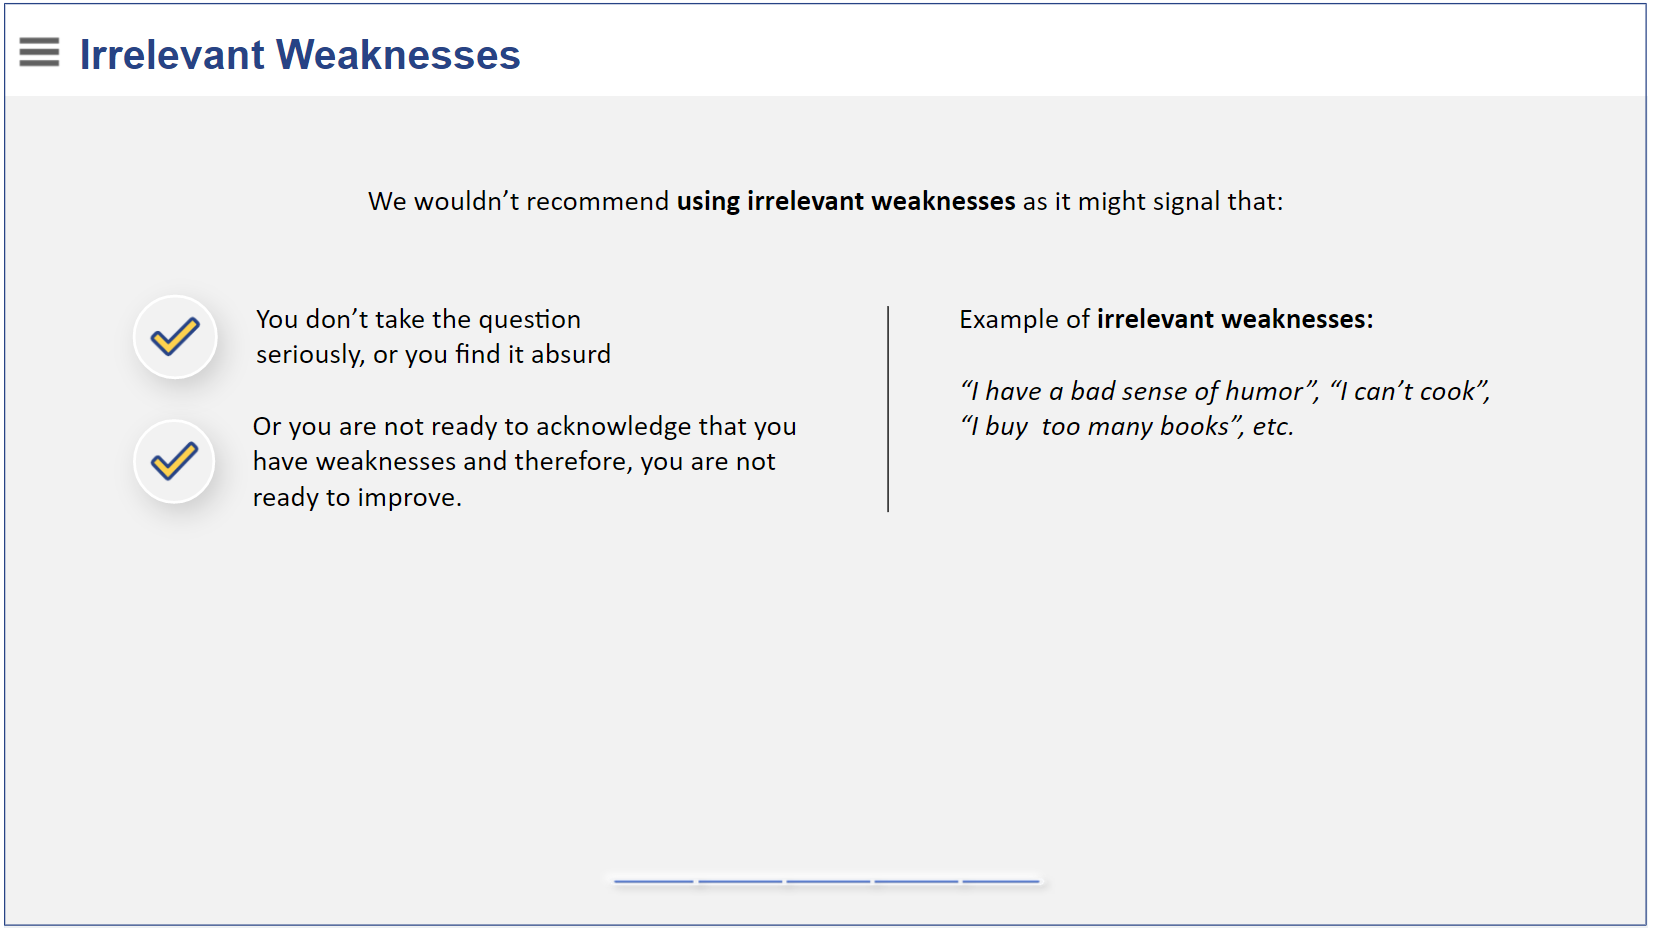 Irrelevant Weaknesses
We wouldn’t recommend using irrelevant weaknesses as it might signal that:
You don’t take the question
seriously, or you find it absurd
Or you are not ready to acknowledge that you
have weaknesses and therefore, you are not
ready to improve.
Example of irrelevant weaknesses:
“I have a bad sense of humor”, “I can’t cook”,
“I buy  too many books”, etc.